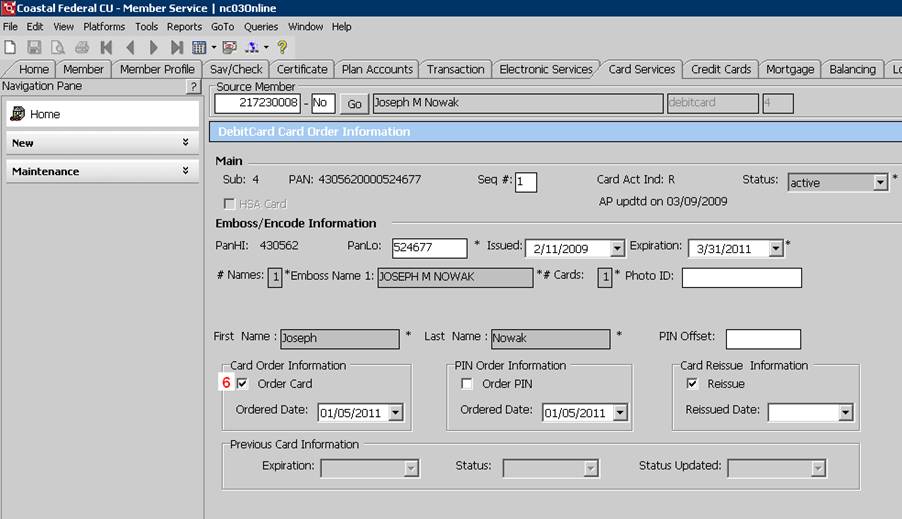 Coastal Federal CU - Member Service | nc03Online
File Edit View Platforms Tools Reports GoTo Queries Window Help
Home Member Member Profile Sav/Check Certificate Plan Accounts Transaction Electronic Services Card Services Credit Cards Mortgage Balancing Lo
Navigation Pane ?
Source Member
217230008 - No Go Joseph M Nowak debitcard 4
Home
New
DebitCard Card Order Information
Maintenance
Main
Sub: 4 PAN: 4305620000524677 Seq #: 1 Card Act Ind: R Status: active *
HSA Card AP updtd on 03/09/2009
Emboss/Encode Information
PanHI: 430562 PanLo: 524677 * Issued: 2/11/2009 Expiration: 3/31/2011 *
# Names: 1 *Emboss Name 1: JOSEPH M NOWAK *# Cards: 1 * Photo ID:
First Name : Joseph * Last Name : Nowak * PIN Offset:
Card Order Information PIN Order Information Card Reissue Information
6 Order Card Order PIN Reissue
Ordered Date: 01/05/2011 Ordered Date: 01/05/2011 Reissued Date:
Previous Card Information
Expiration: Status: Status Updated: